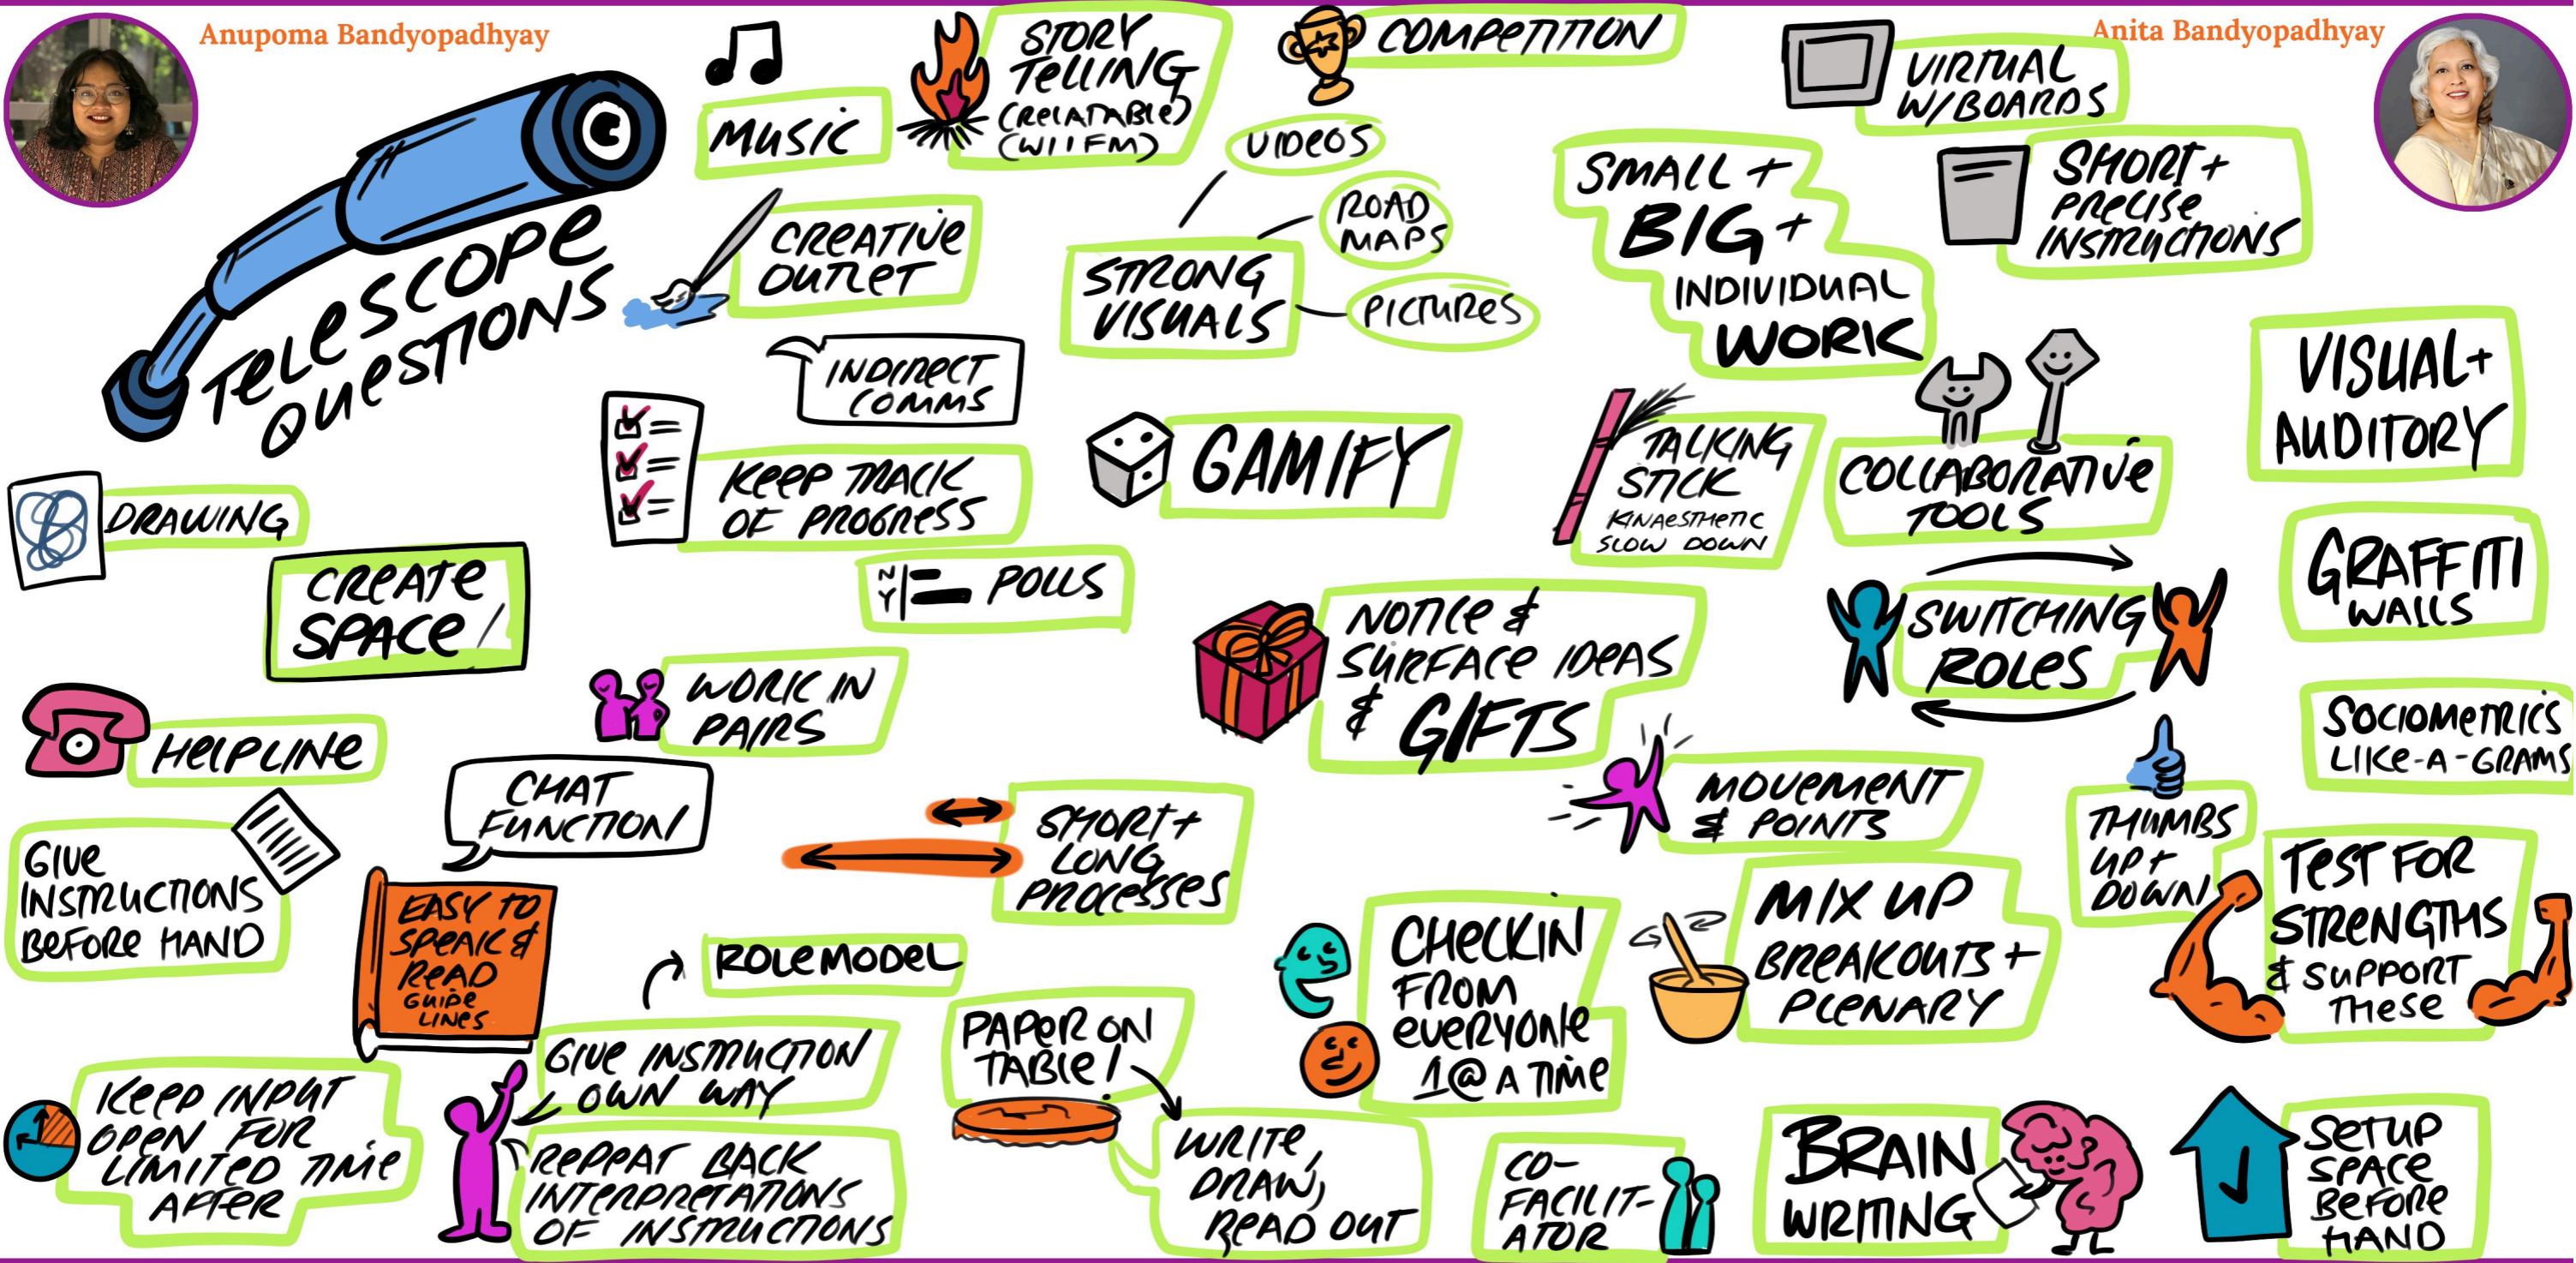 Anupoma Bandyopadhyay
Anita Bandyopadhyay
TELESCOPE
QUESTIONS
MUSIC
STORY
TELLING
(RELATABLE)
(WIIFM)
COMPETITION
VIRTUAL
W/BOARDS
SHORT +
PRECISE
INSTRUCTIONS
CREATIVE
OUTLET
STRONG
VISUALS
VIDEOS
ROAD
MAPS
PICTURES
SMALL +
BIG +
INDIVIDUAL
WORK
INDIRECT
COMMS
KEEP TRACK
OF PROGRESS
GAMIFY
TALKING
STICK
KINAESTHETIC
SLOW DOWN
COLLABORATIVE
TOOLS
VISUAL +
AUDITORY
DRAWING
CREATE
SPACE
N
Y
POLLS
NOTICE &
SURFACE IDEAS
& GIFTS
SWITCHING
ROLES
GRAFFITI
WALLS
WORK IN
PAIRS
HELPLINE
CHAT
FUNCTION
SHORT +
LONG
PROCESSES
MOVEMENT
& POINTS
SOCIOMETRICS
LIKE-A-GRAMS
THUMBS
UP +
DOWN
GIVE
INSTRUCTIONS
BEFORE HAND
EASY TO
SPEAK &
READ
GUIDE
LINES
ROLEMODEL
CHECKIN
FROM
EVERYONE
1@ A TIME
MIX UP
BREAKOUTS +
PLENARY
TEST FOR
STRENGTHS
& SUPPORT
THESE
KEEP INPUT
OPEN FOR
LIMITED TIME
AFTER
GIVE INSTRUCTION
OWN WAY
REPEAT BACK
INTERPRETATIONS
OF INSTRUCTIONS
PAPER ON
TABLE!
WRITE,
DRAW,
READ OUT
CO-
FACILIT-
ATOR
BRAIN
WRITING
SETUP
SPACE
BEFORE
HAND